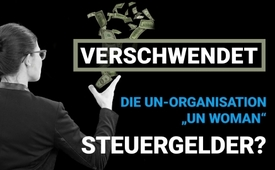 VERSCHWENDET
DIE UN-ORGANISATION
„UN WOMAN“
STEUERGELDER?